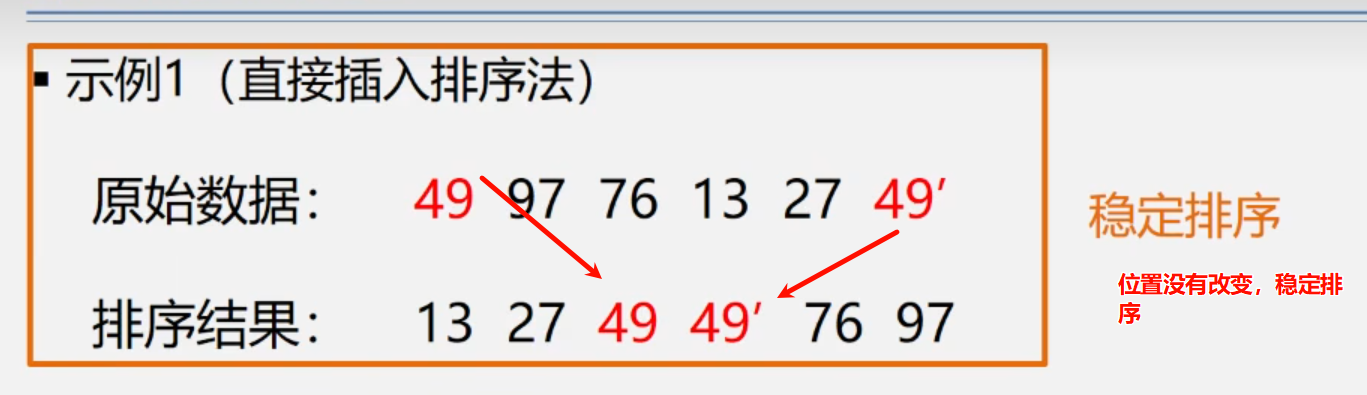 ▪ 示例1（直接插入排序法）
原始数据： 49 97 76 13 27 49′
稳定排序
位置没有改变，稳定排
序
排序结果： 13 27 49 49′ 76 97